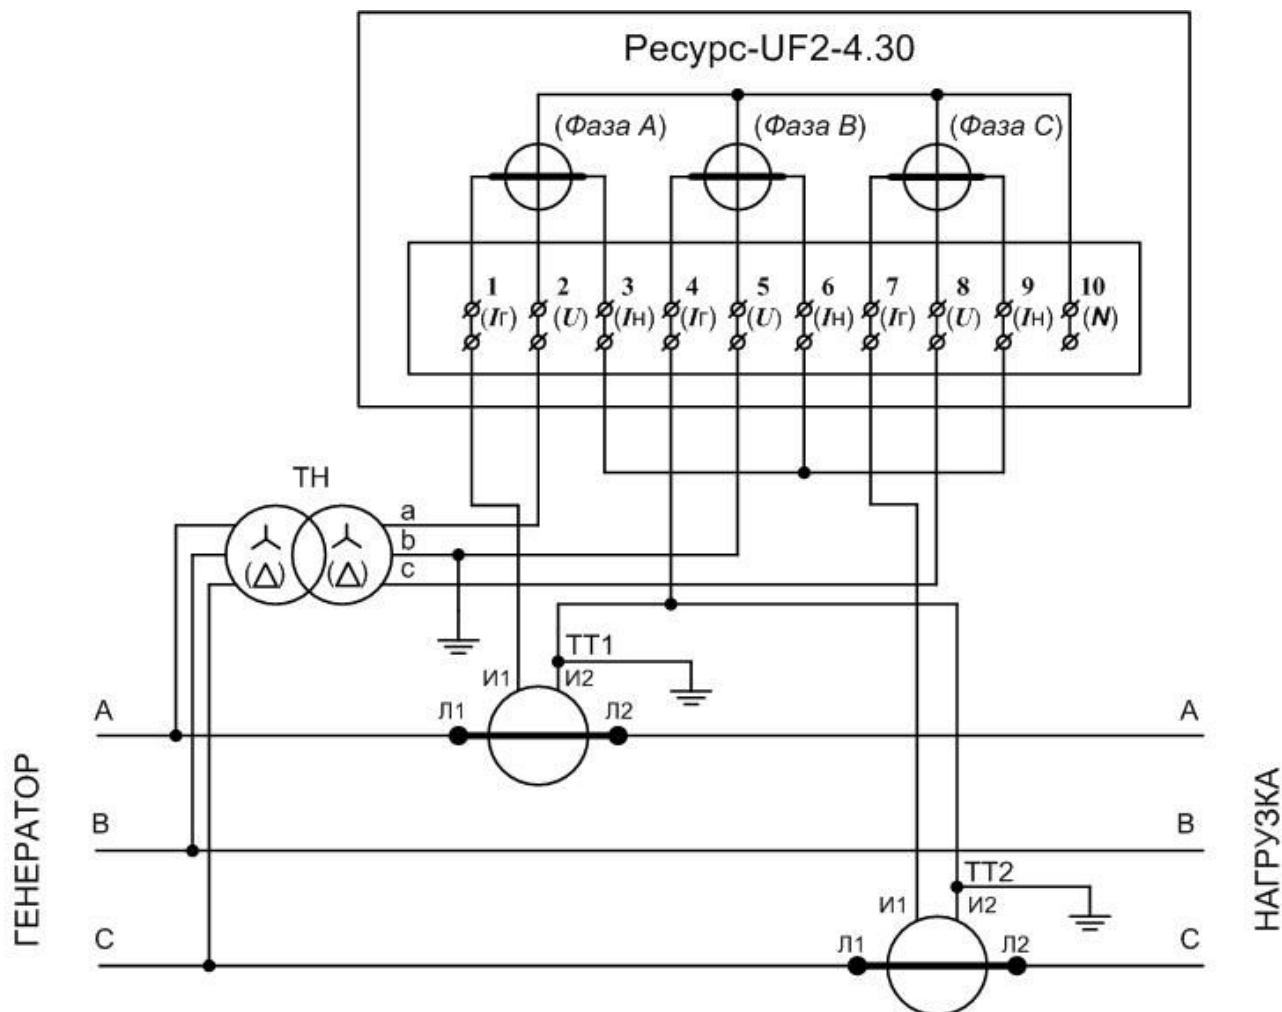 Ресурс-UF2-4.30
(Фаза А) (Фаза В) (Фаза С)
1 2 3 4 5 6 7 8 9 10
(Iг) (U) (Iн) (Iг) (U) (Iн) (Iг) (U) (Iн) (N)
ТН
a
b
c
ТТ1
И1 И2
Л1 Л2
А А
В В
ТТ2
И1 И2
Л1 Л2
С С
ГЕНЕРАТОР
НАГРУЗКА